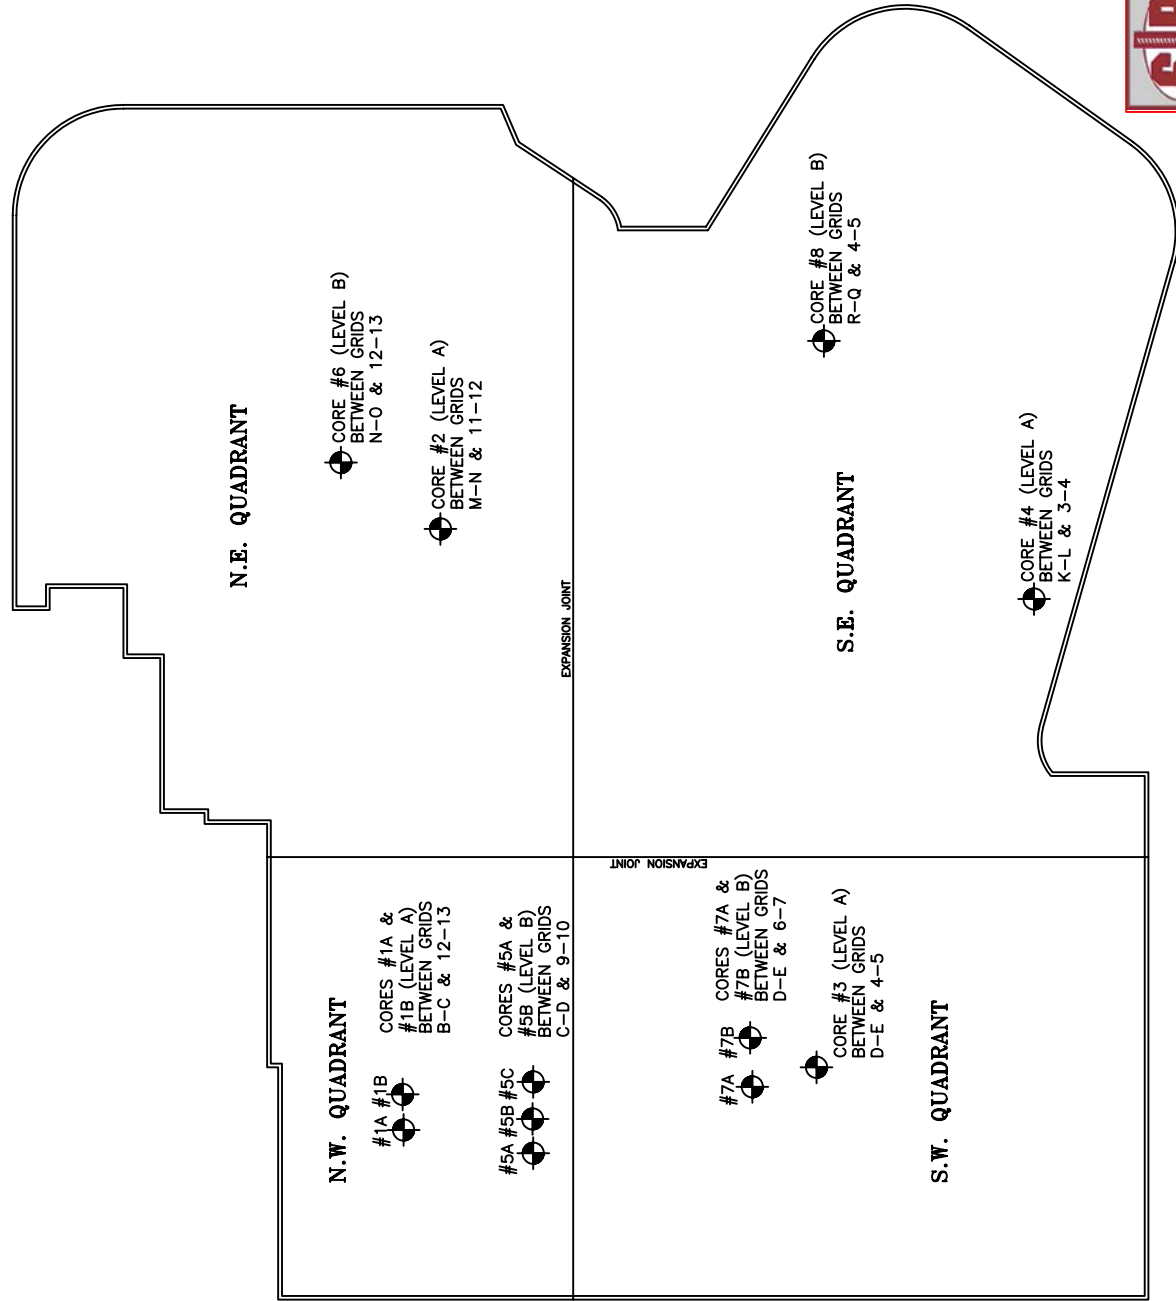 N.E. QUADRANT
CORE #6 (LEVEL B)
BETWEEN GRIDS
N-O & 12-13
CORE #2 (LEVEL A)
BETWEEN GRIDS
M-N & 11-12
EXPANSION JOINT
CORE #8 (LEVEL B)
BETWEEN GRIDS
R-Q & 4-5
S.E. QUADRANT
CORE #4 (LEVEL A)
BETWEEN GRIDS
K-L & 3-4
EXPANSION JOINT
N.W. QUADRANT
CORES #1A &
#1B (LEVEL A)
BETWEEN GRIDS
B-C & 12-13
#1A #1B
CORES #5A &
#5B (LEVEL B)
BETWEEN GRIDS
C-D & 9-10
#5A #5B #5C
CORES #7A &
#7B (LEVEL B)
BETWEEN GRIDS
D-E & 6-7
#7A #7B
CORE #3 (LEVEL A)
BETWEEN GRIDS
D-E & 4-5
S.W. QUADRANT